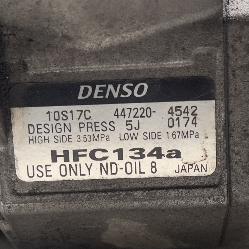 DENSO
10S17C 447220-4542
DESIGN PRESS 5J 0174
HIGH SIDE 3.53MPa LOW SIDE 1.67MPa
HFC134a
USE ONLY ND-OIL 8 JAPAN